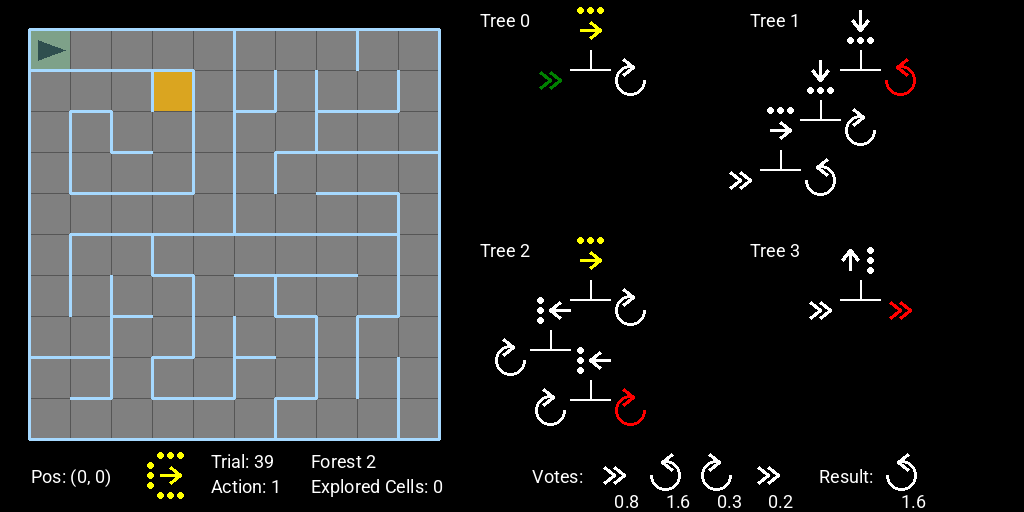 Tree 0
Tree 1
Tree 2
Tree 3
Pos: (0, 0)
Trial: 39
Forest 2
Action: 1
Explored Cells: 0
Votes:
0.8
1.6
0.3
0.2
Result:
1.6